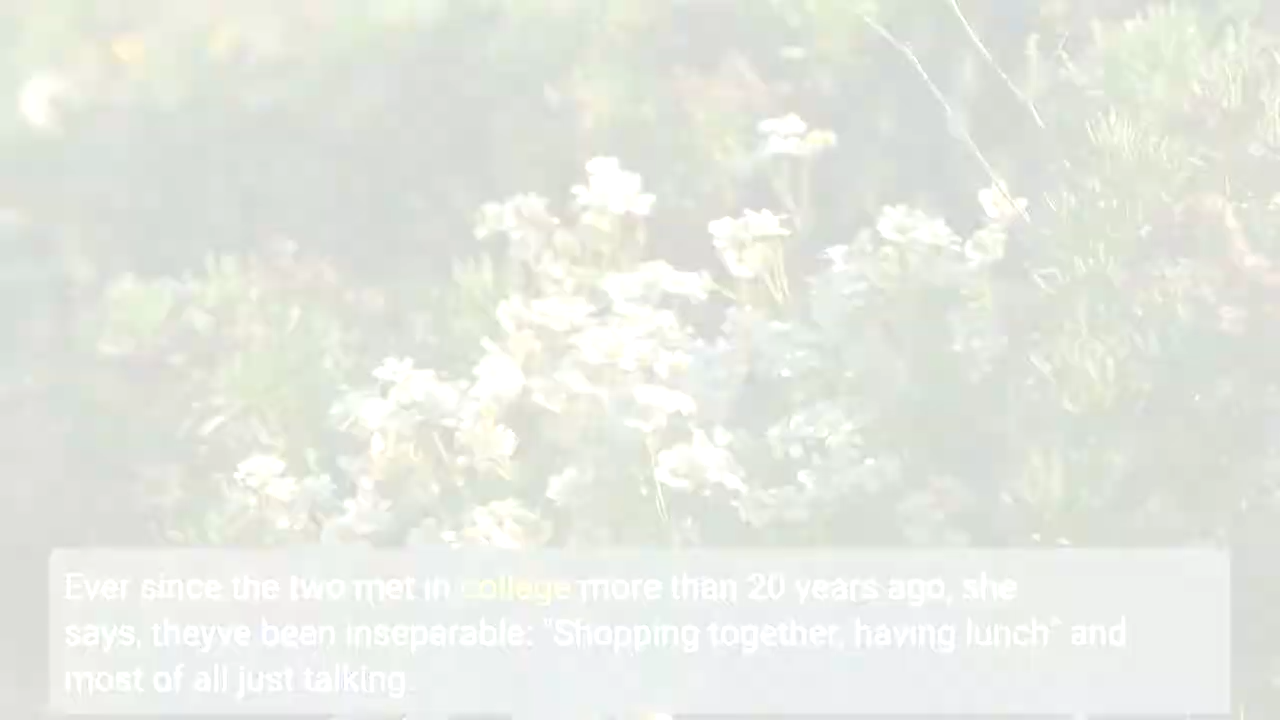 Ever since the two met in college more than 20 years ago, she
says, theyve been inseparable: "Shopping together, having lunch" and
most of all just talking.